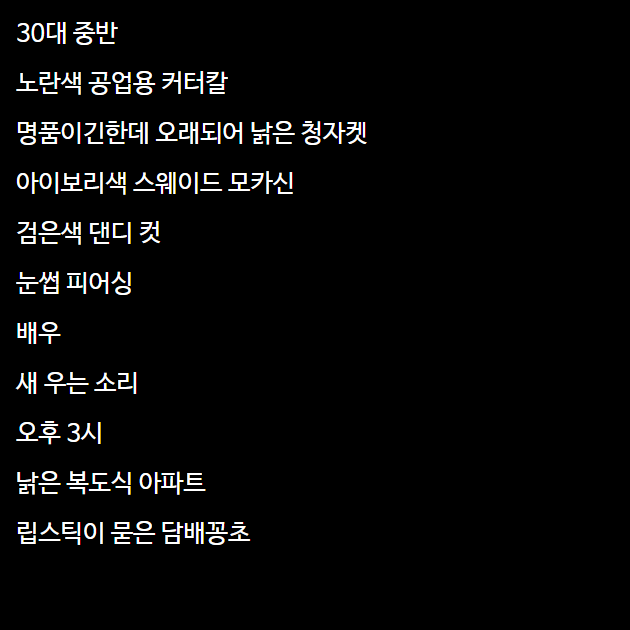 30대 중반
노란색 공업용 커터칼
명품이긴한데 오래되어 낡은 청자켓
아이보리색 스웨이드 모카신
검은색 댄디 컷
눈썹 피어싱
배우
새 우는 소리
오후 3시
낡은 복도식 아파트
립스틱이 묻은 담배꽁초